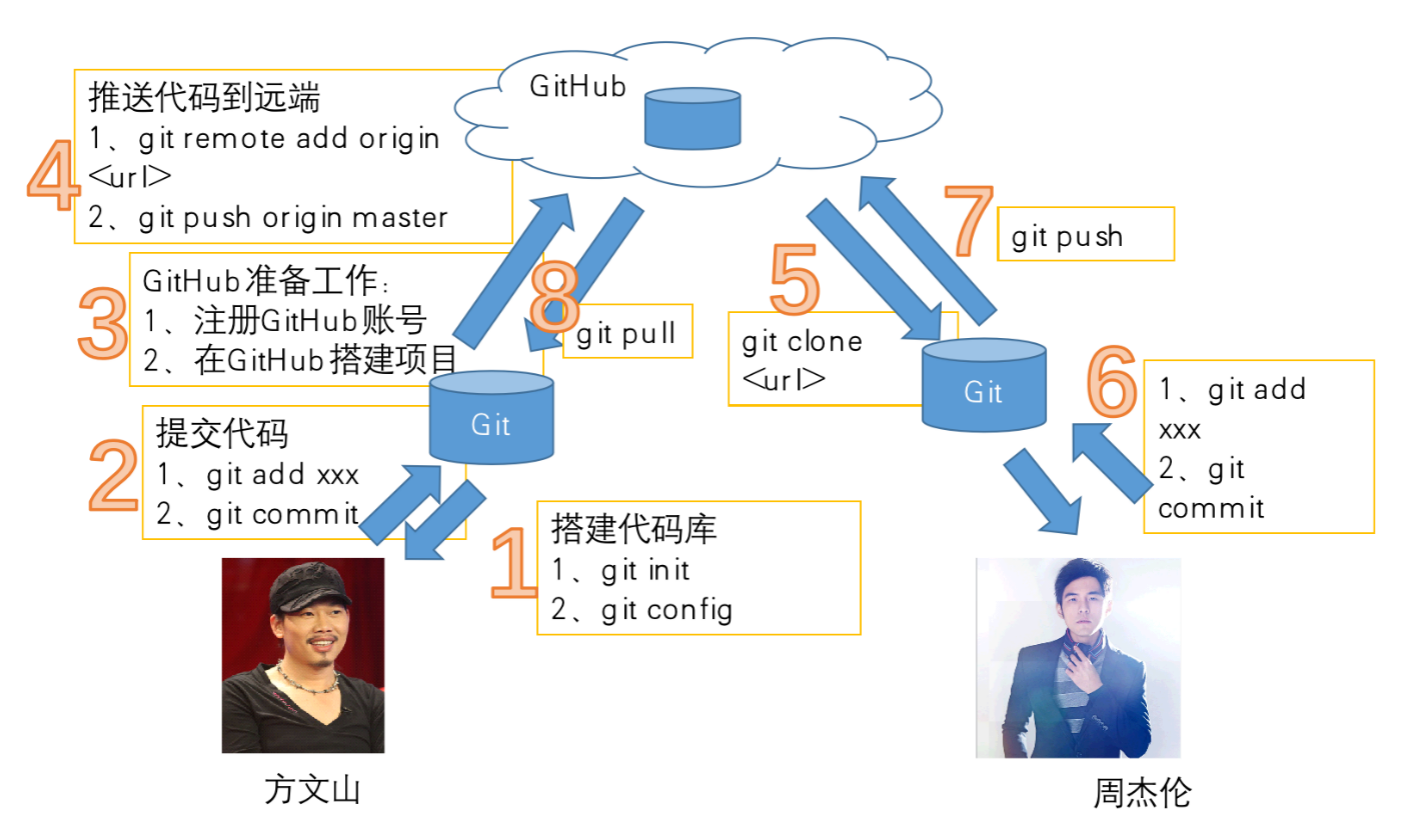 GitHub
4
推送代码到远端
1、git remote add origin
<url>
2、git push origin master
3
GitHub准备工作:
1、注册GitHub账号
2、在GitHub搭建项目
2
提交代码
1、git add xxx
2、git commit
Git
1
搭建代码库
1、git init
2、git config
8
git pull
5
git clone
<url>
7
git push
Git
6
1、git add
xxx
2、git
commit
方文山
周杰伦